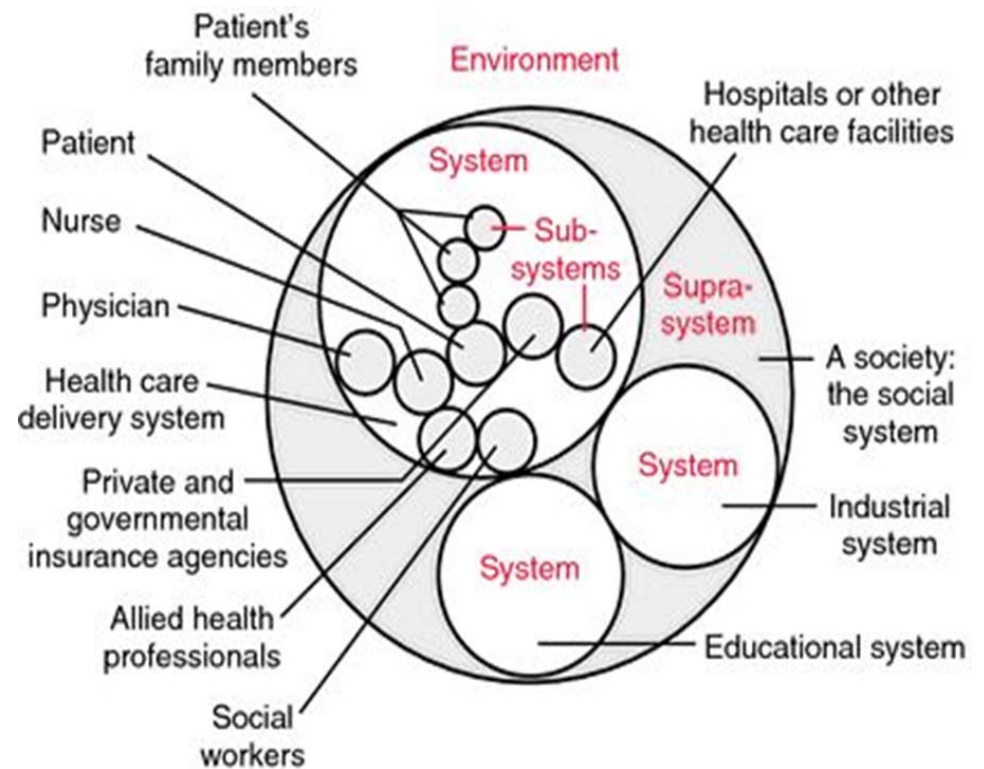 Patient's
family members
Environment
Hospitals or other
health care facilities
Patient
System
Nurse
Sub-
systems
Physician
Supra-
system
A society:
the social
system
Health care
delivery system
System
Private and
governmental
insurance agencies
Industrial
system
System
Allied health
professionals
Educational system
Social
workers